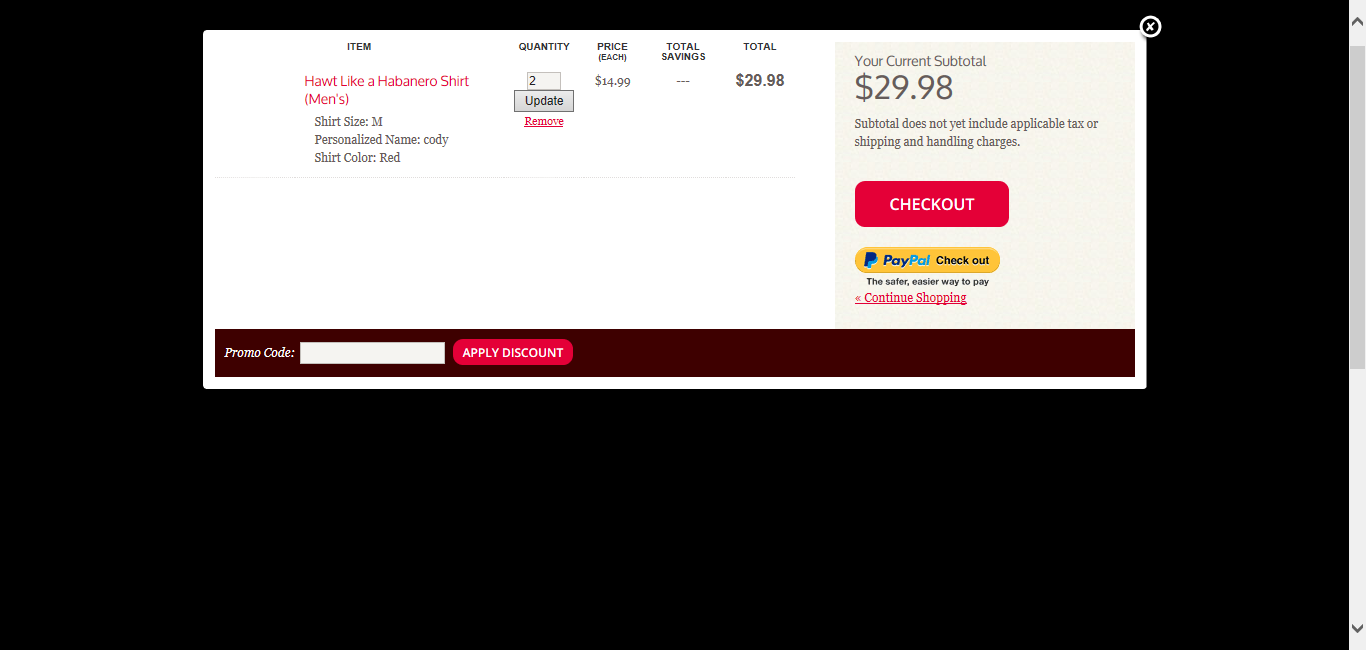 ITEM QUANTITY PRICE TOTAL TOTAL
(EACH) SAVINGS
Hawt Like a Habanero Shirt 2 $14.99 --- $29.98
(Men's) Update
Shirt Size: M Remove
Personalized Name: cody
Shirt Color: Red
Your Current Subtotal
$29.98
Subtotal does not yet include applicable tax or
shipping and handling charges.
CHECKOUT
PayPal Check out
The safer, easier way to pay
« Continue Shopping
Promo Code: APPLY DISCOUNT